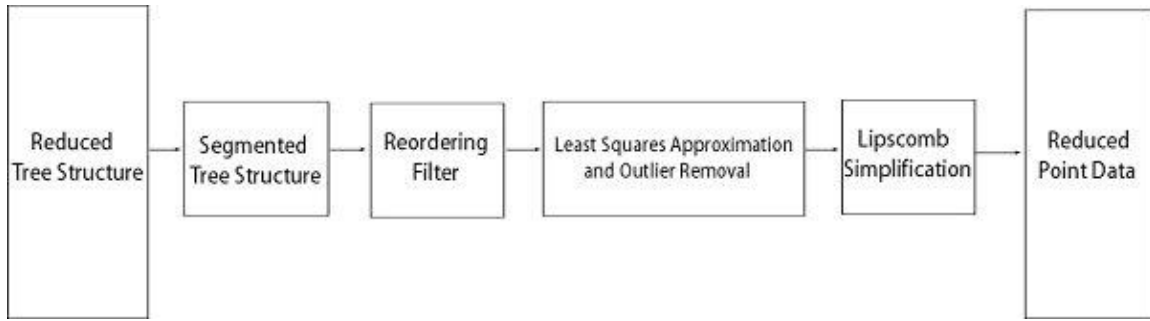 Reduced
Tree Structure
Segmented
Tree Structure
Reordering
Filter
Least Squares Approximation
and Outlier Removal
Lipscomb
Simplification
Reduced
Point Data